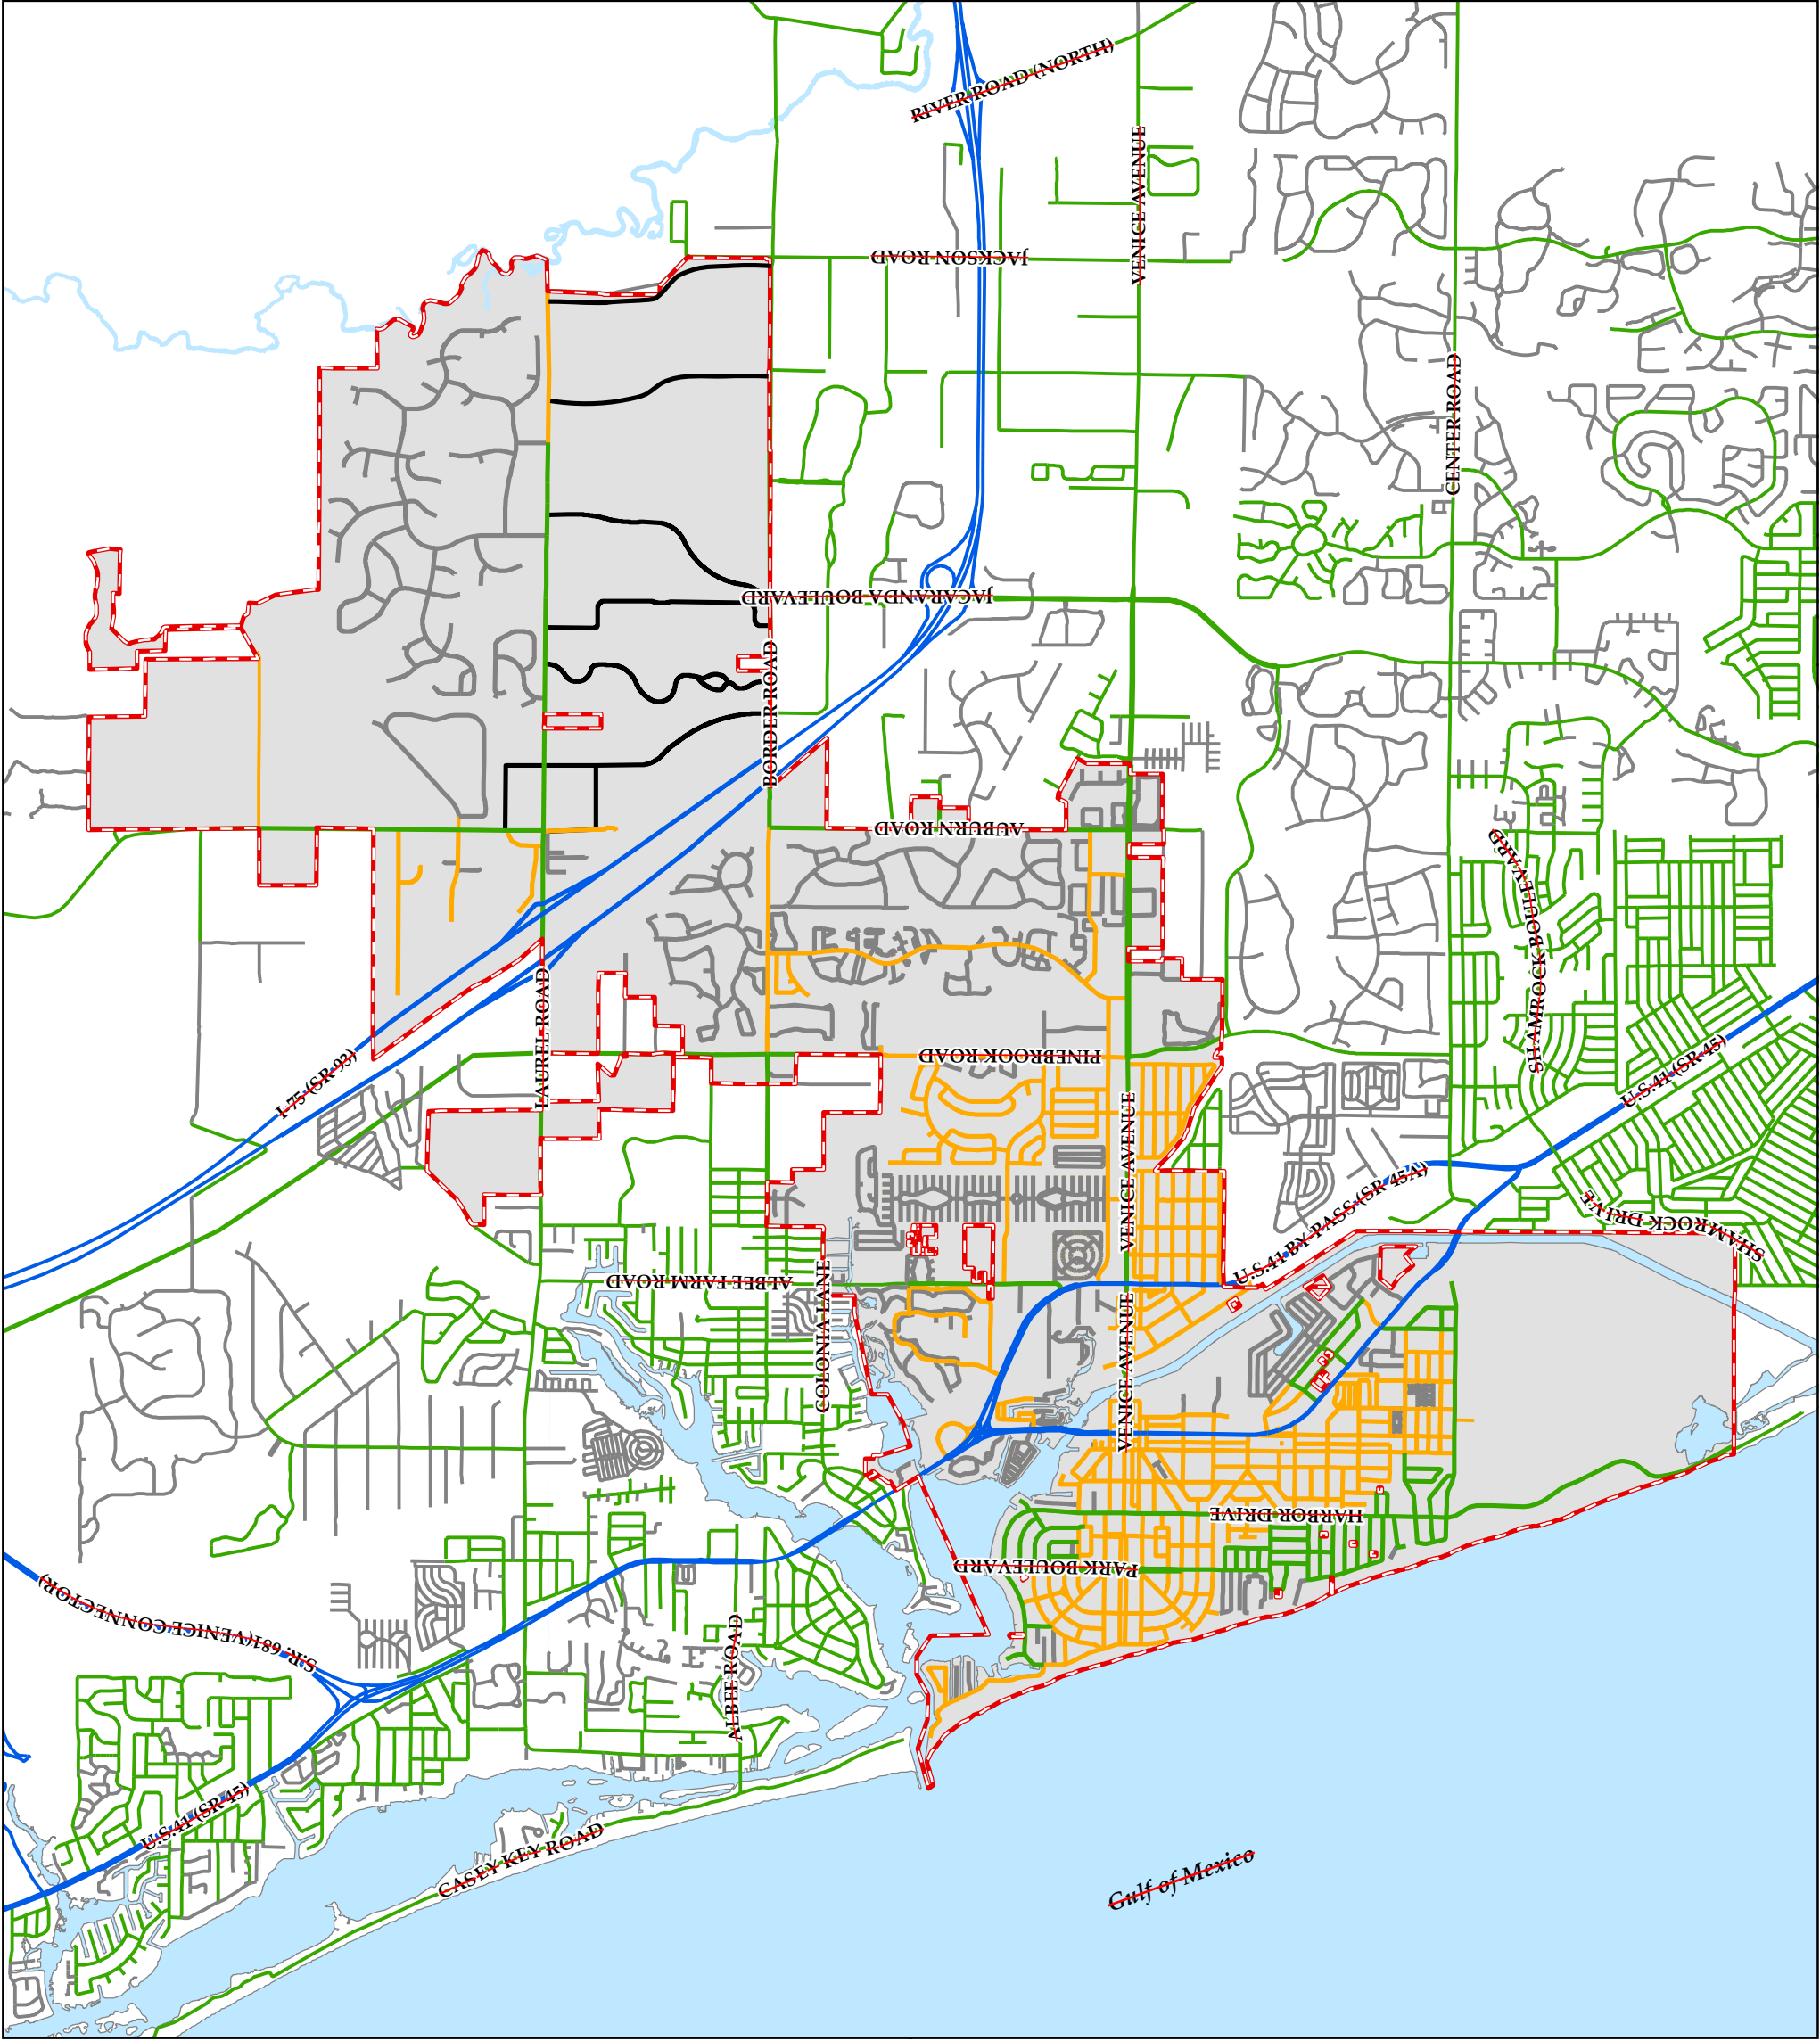 RIVER ROAD (NORTH)
VENICE AVENUE
JACKSON ROAD
CENTER ROAD
JACARANDA BOULEVARD
BORDER ROAD
AUBURN ROAD
SHAMROCK BOULEVARD
LAUREL ROAD
I-75 (SR 93)
PINEBROOK ROAD
U.S. 41 (SR 45)
VENICE AVENUE
U.S. 41 BY-PASS (SR 45A)
SHAMROCK DRIVE
ALBEE FARM ROAD
COLONIA LANE
VENICE AVENUE
HARBOR DRIVE
PARK BOULEVARD
S.R. 681(VENICE CONNECTOR)
ALBEE ROAD
U.S. 41 (SR 45)
CASEY KEY ROAD
Gulf of Mexico